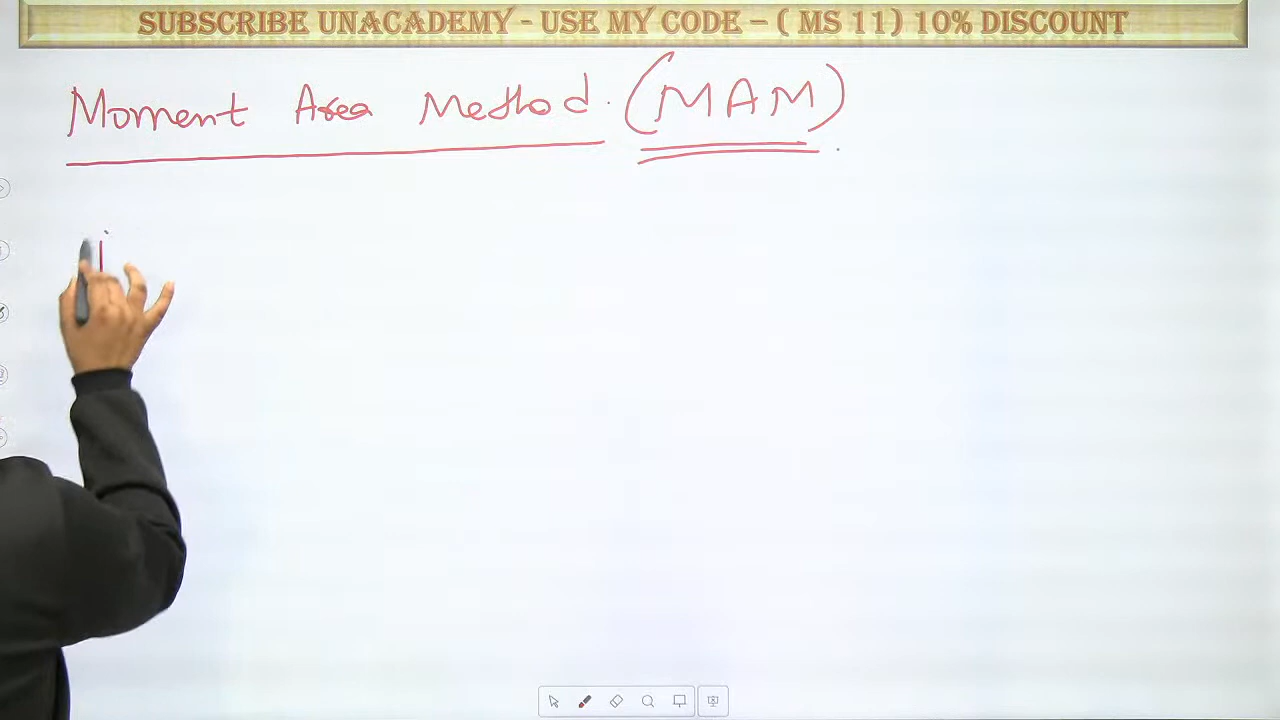 SUBSCRIBE UNACADEMY - USE MY CODE – ( MS 11) 10% DISCOUNT
Moment Area Method. (MAM)